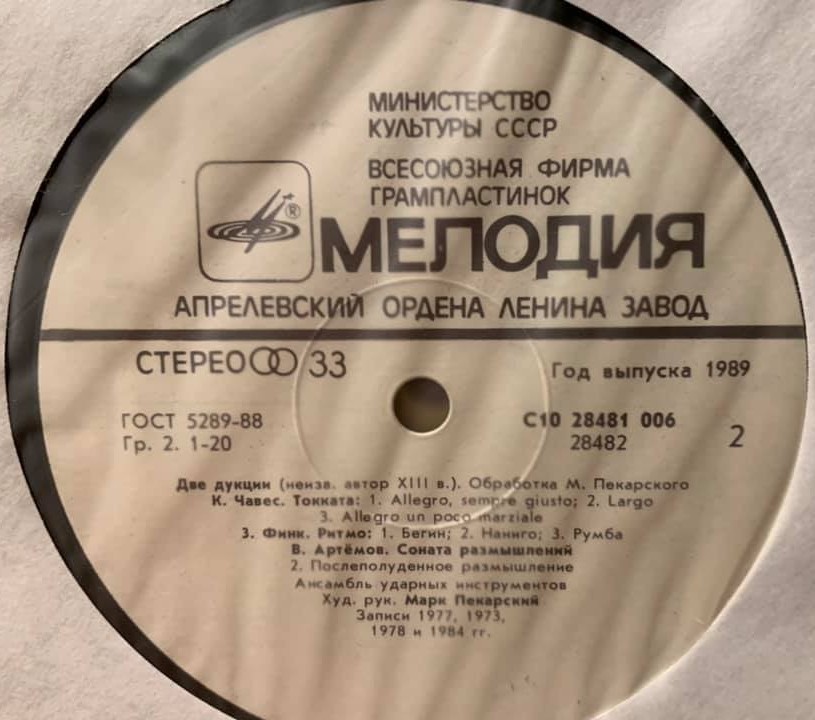 МИНИСТЕРСТВО
КУЛЬТУРЫ СССР
ВСЕСОЮЗНАЯ ФИРМА
ГРАМПЛАСТИНОК
®
МЕЛОДИЯ
АПРЕЛЕВСКИЙ ОРДЕНА ЛЕНИНА ЗАВОД
СТЕРЕО 33
Год выпуска 1989
ГОСТ 5289-88
Гр. 2. 1-20
С10 28481 006
28482
2
Две дукции (неизв. автор XIII в.). Обработка М. Пекарского
К. Чавес. Токката: 1. Allegro, sempre giusto; 2. Largo
3. Allegro un poco marziale
З. Финк. Ритмо: 1. Бегин; 2. Наниго; 3. Румба
В. Артёмов. Соната размышлений
2. Послеполуденное размышление
Ансамбль ударных инструментов
Худ. рук. Марк Пекарский
Записи 1977, 1973,
1978 и 1984 гг.